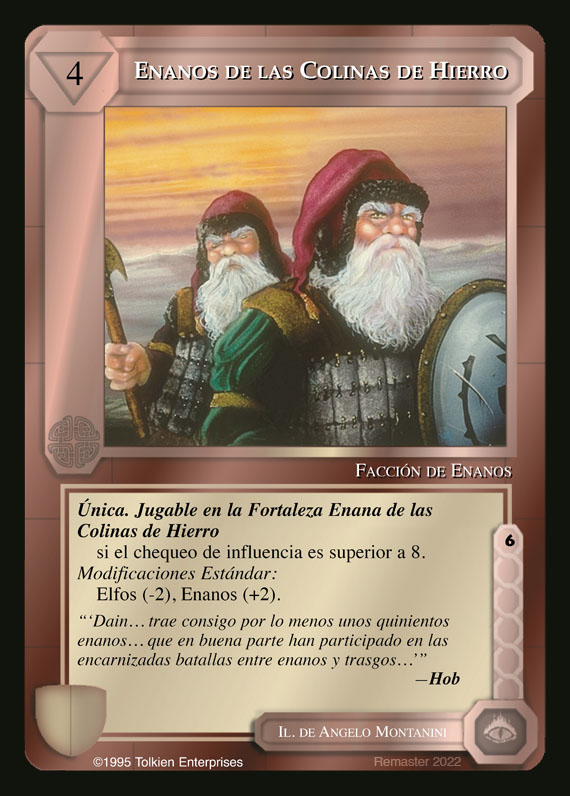 4
Enanos de las Colinas de Hierro
Facción de Enanos
Única. Jugable en la Fortaleza Enana de las
Colinas de Hierro
si el chequeo de influencia es superior a 8.
Modificaciones Estándar:
Elfos (-2), Enanos (+2).
“‘Dain… trae consigo por lo menos unos quinientos
enanos… que en buena parte han participado en las
encarnizadas batallas entre enanos y trasgos…’”
—Hob
6
Il. de Angelo Montanini
©1995 Tolkien Enterprises
Remaster 2022